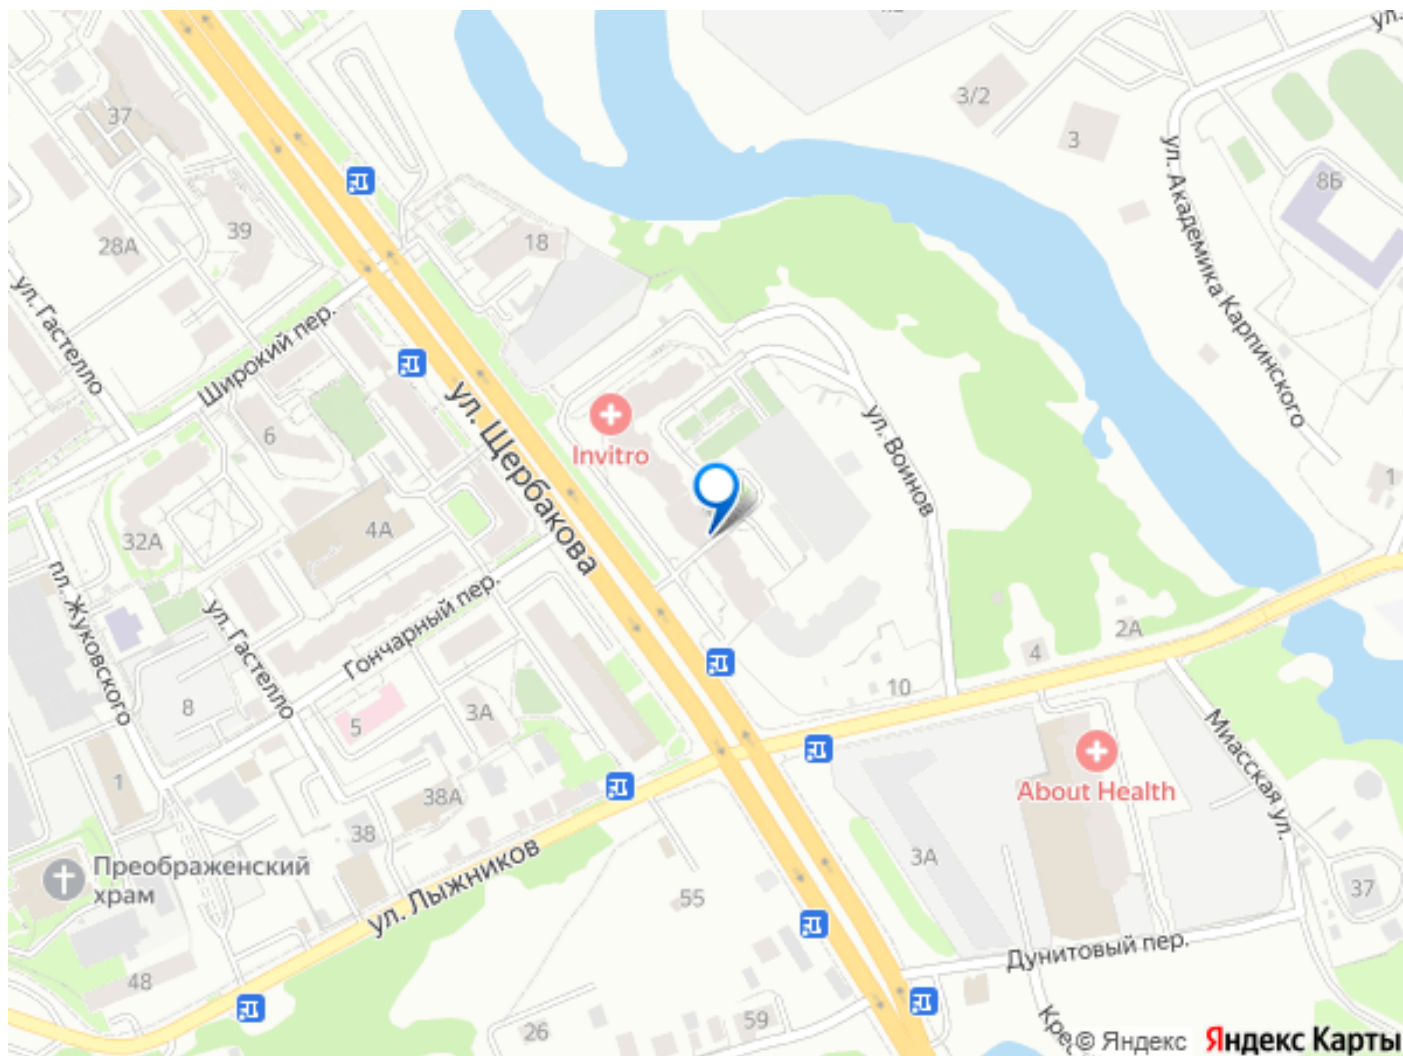 ул.
37
3/2
3
8Б
ул. Академика Карпинского
28А
39
18
ул. Гастелло
Широкий пер.
6
ул. Щербакова
Invitro
ул. Воинов
1
32А
4А
пл. Жуковского
ул. Гастелло
Гончарный пер.
8
5
3А
10
4
2А
Миасская ул.
1
38А
38
About Health
3А
37
Преображенский
храм
ул. Лыжников
55
48
26
59
Дунитовый пер.
© Яндекс
Яндекс Карты